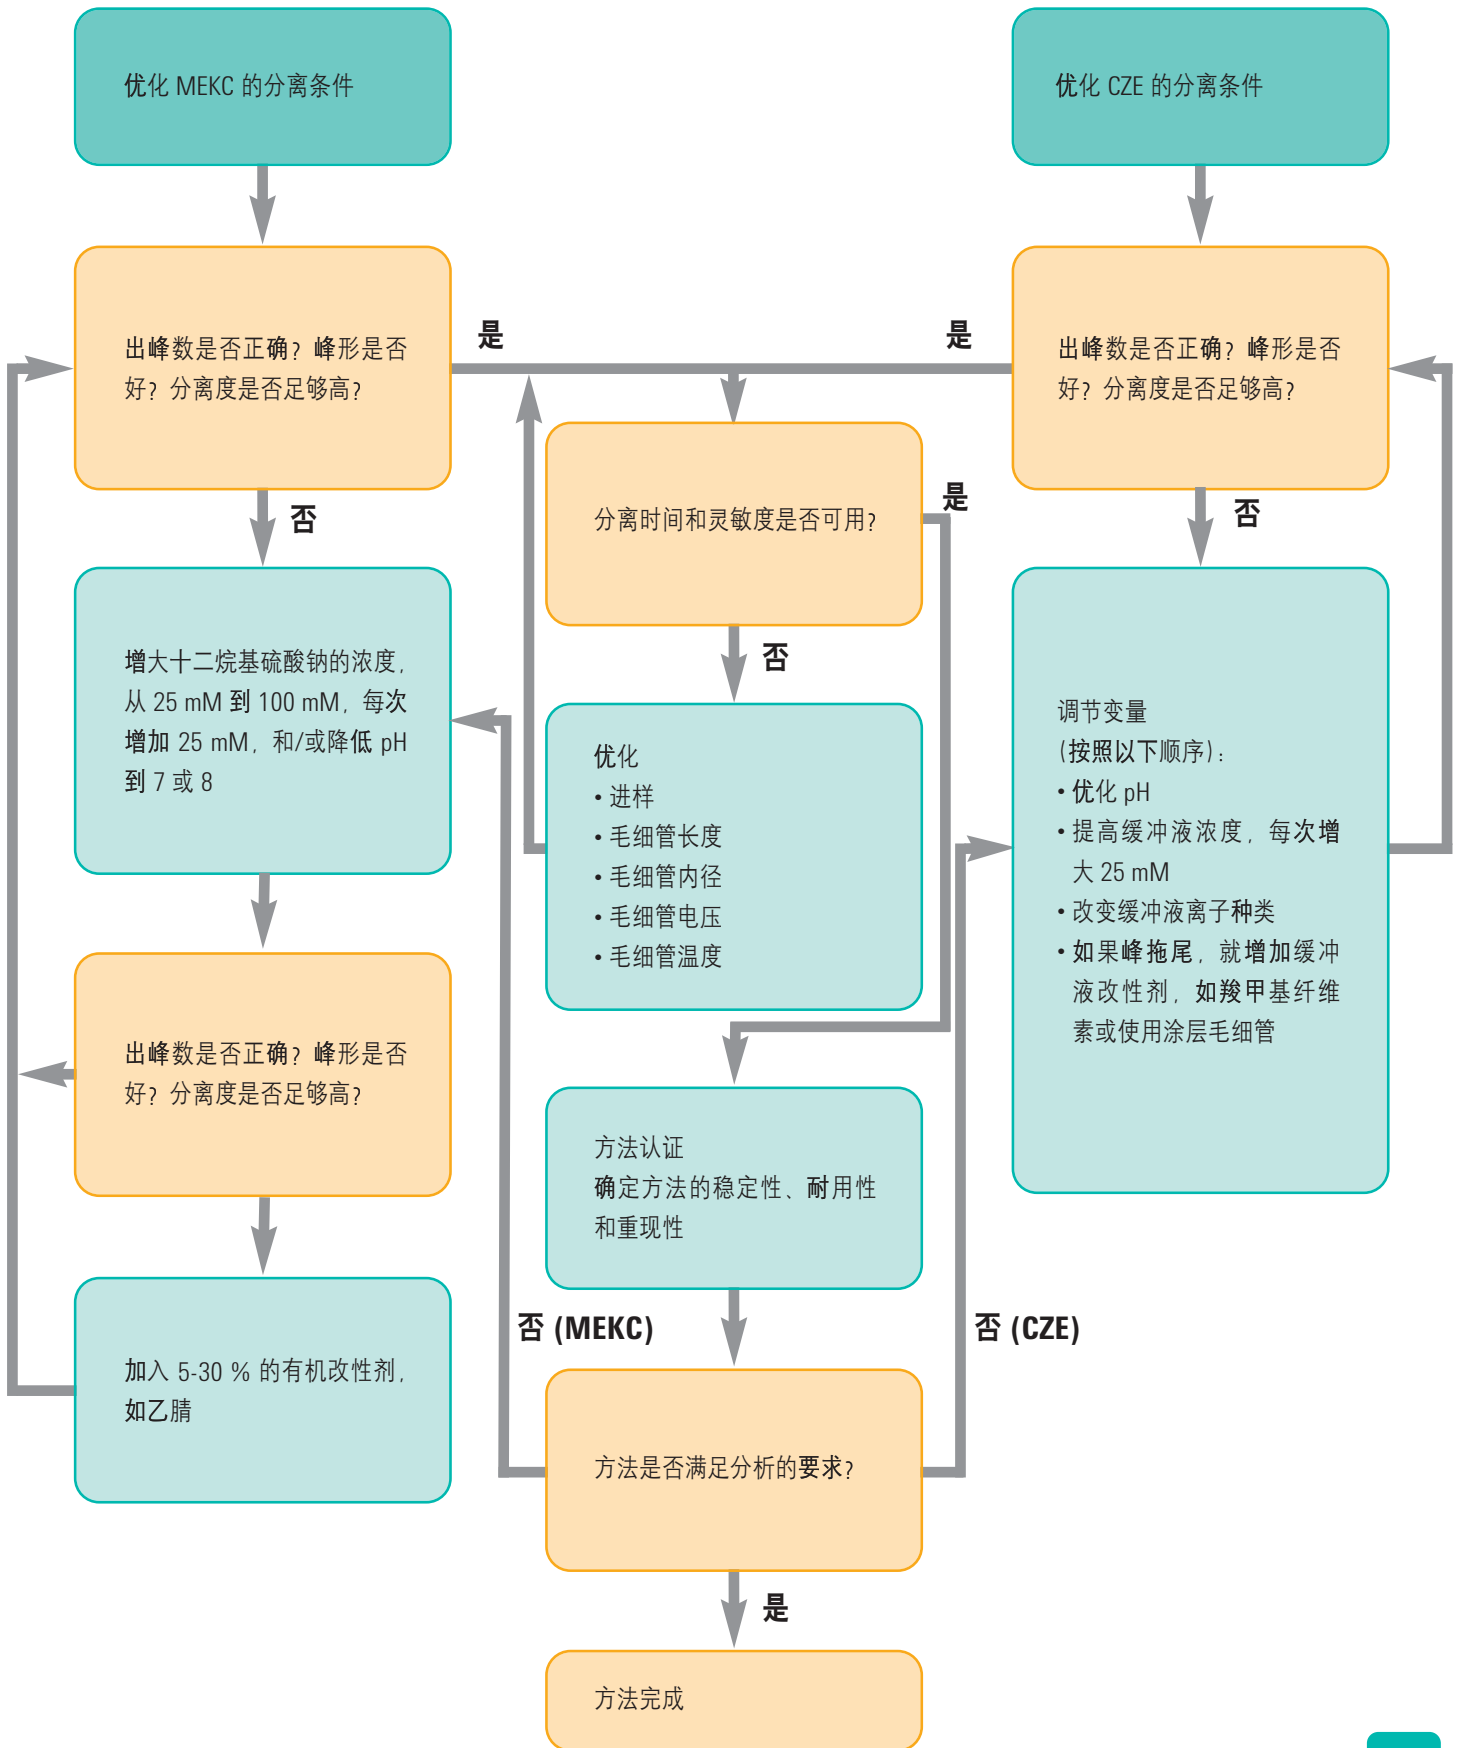 优化 MEKC 的分离条件
优化 CZE 的分离条件
出峰数是否正确？峰形是否
好？分离度是否足够高？
是
是
出峰数是否正确？峰形是否
好？分离度是否足够高？
否
分离时间和灵敏度是否可用？
是
否
增大十二烷基硫酸钠的浓度，
从 25 mM 到 100 mM，每次
增加 25 mM，和/或降低 pH
到 7 或 8
否
优化
• 进样
• 毛细管长度
• 毛细管内径
• 毛细管电压
• 毛细管温度
调节变量
（按照以下顺序）：
• 优化 pH
• 提高缓冲液浓度，每次增
大 25 mM
• 改变缓冲液离子种类
• 如果峰拖尾，就增加缓冲
液改性剂，如羧甲基纤维
素或使用涂层毛细管
出峰数是否正确？峰形是否
好？分离度是否足够高？
方法认证
确定方法的稳定性、耐用性
和重现性
否 (MEKC)
否 (CZE)
加入 5-30 % 的有机改性剂，
如乙腈
方法是否满足分析的要求？
是
方法完成